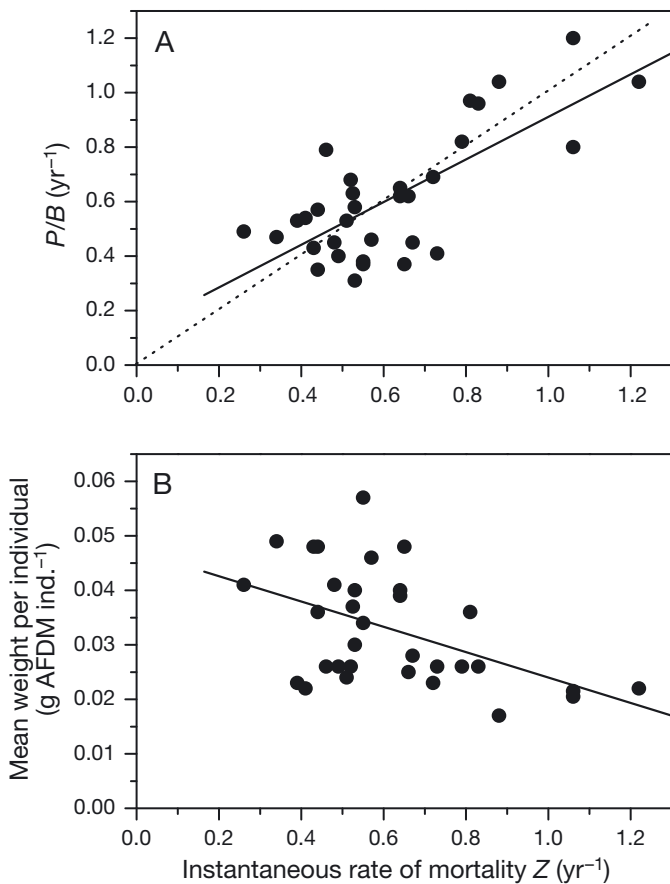 A
1.2
1.0
0.8
0.6
0.4
0.2
0.0
P/B (yr⁻¹)
0.0 0.2 0.4 0.6 0.8 1.0 1.2
B
0.06
0.05
0.04
0.03
0.02
0.01
0.00
Mean weight per individual
(g AFDM ind.⁻¹)
0.0 0.2 0.4 0.6 0.8 1.0 1.2
Instantaneous rate of mortality Z (yr⁻¹)